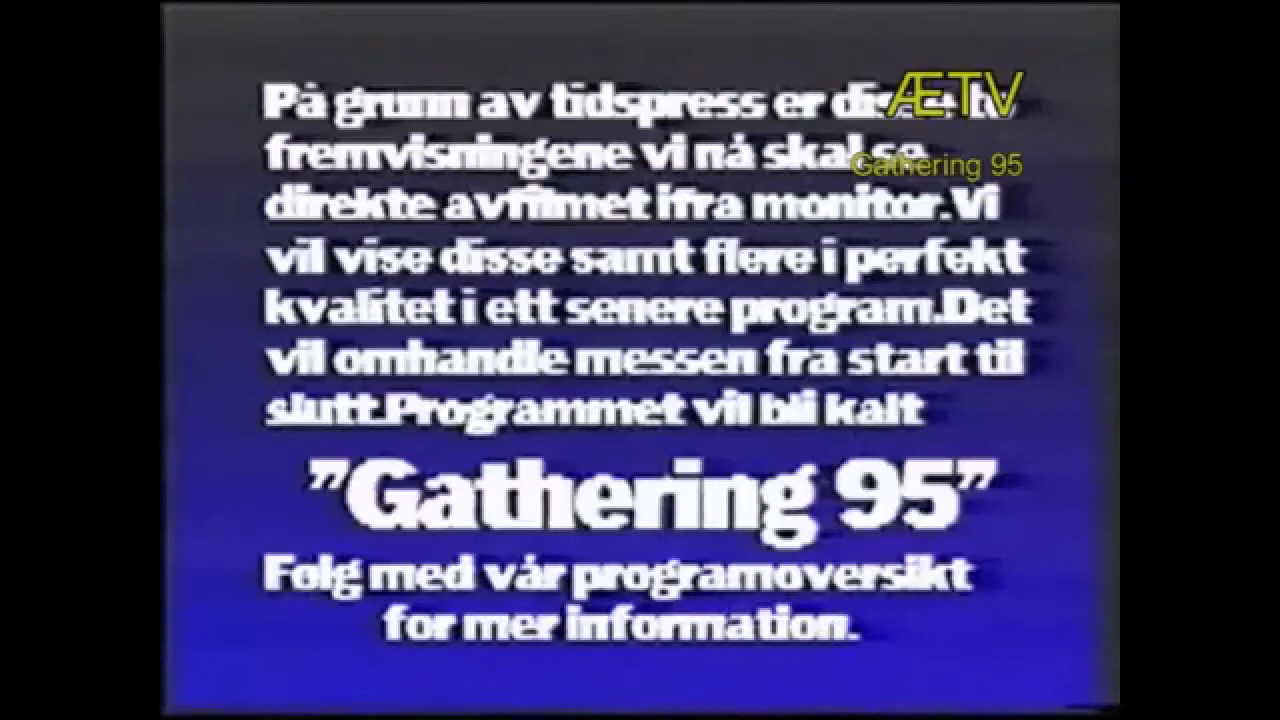 På grunn av tidspress er disse to
ÆTV
fremvisningene vi nå skal se
Gathering 95
direkte avfilmet ifra monitor.Vi
vil vise disse samt flere i perfekt
kvalitet i ett senere program.Det
vil omhandle messen fra start til
slutt.Programmet vil bli kalt
"Gathering 95"
Følg med vår programoversikt
for mer information.